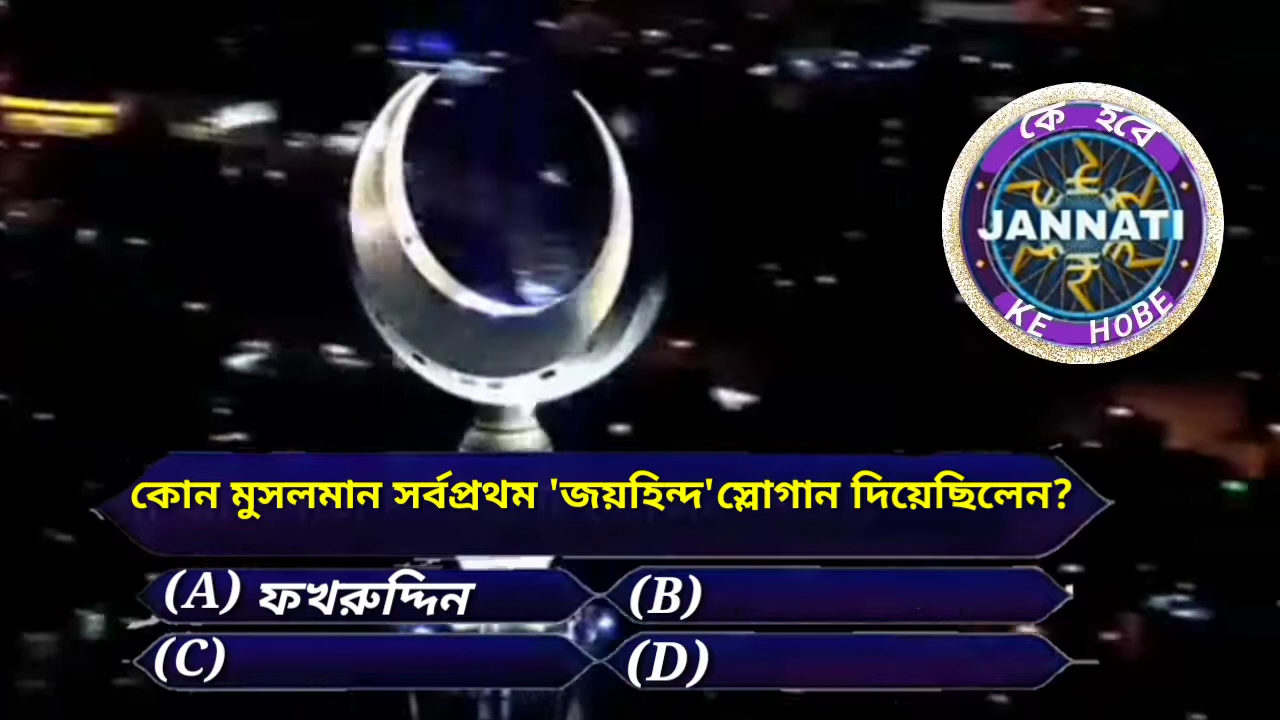 কে হবে
JANNATI
KE HOBE
কোন মুসলমান সর্বপ্রথম 'জয়হিন্দ'স্লোগান দিয়েছিলেন?
(A) ফখরুদ্দিন
(B)
(C)
(D)